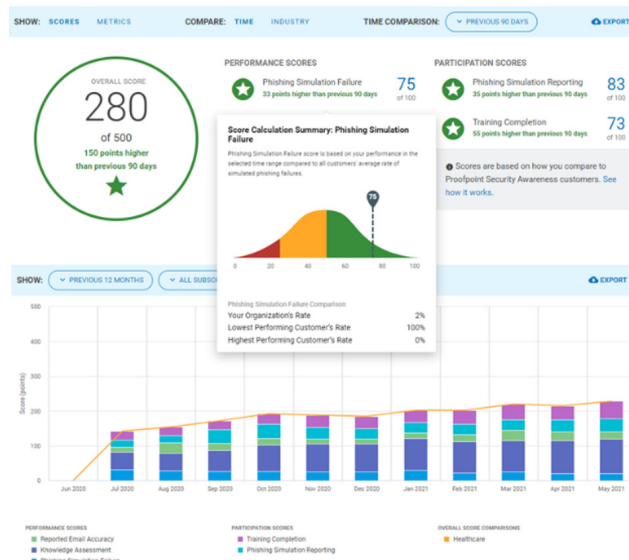 SHOW: SCORES METRICS COMPARE: TIME INDUSTRY TIME COMPARISON: PREVIOUS 90 DAYS EXPORT
OVERALL SCORE
280
of 500
150 points higher
than previous 90 days
PERFORMANCE SCORES
Phishing Simulation Failure
33 points higher than previous 90 days
75
of 100
PARTICIPATION SCORES
Phishing Simulation Reporting
35 points higher than previous 90 days
83
of 100
Training Completion
55 points higher than previous 90 days
73
of 100
Scores are based on how you compare to
Proofpoint Security Awareness customers. See
how it works.
Score Calculation Summary: Phishing Simulation
Failure
Phishing Simulation Failure score is based on your performance in the
selected time range compared to all customers' average rate of
simulated phishing failures.
75
0 20 40 60 80 100
Phishing Simulation Failure Comparison
Your Organization's Rate 2%
Lowest Performing Customer's Rate 100%
Highest Performing Customer's Rate 0%
SHOW: PREVIOUS 12 MONTHS ALL EXPORT
Score (points)
500
400
300
200
100
0
Jun 2020 Jul 2020 Aug 2020 Sep 2020 Oct 2020 Nov 2020 Dec 2020 Jan 2021 Feb 2021 Mar 2021 Apr 2021 May 2021
PERFORMANCE SCORES
Reported Email Accuracy
Knowledge Assessment
Phishing Simulation Failure
PARTICIPATION SCORES
Training Completion
Phishing Simulation Reporting
OVERALL SCORE COMPARISONS
Healthcare